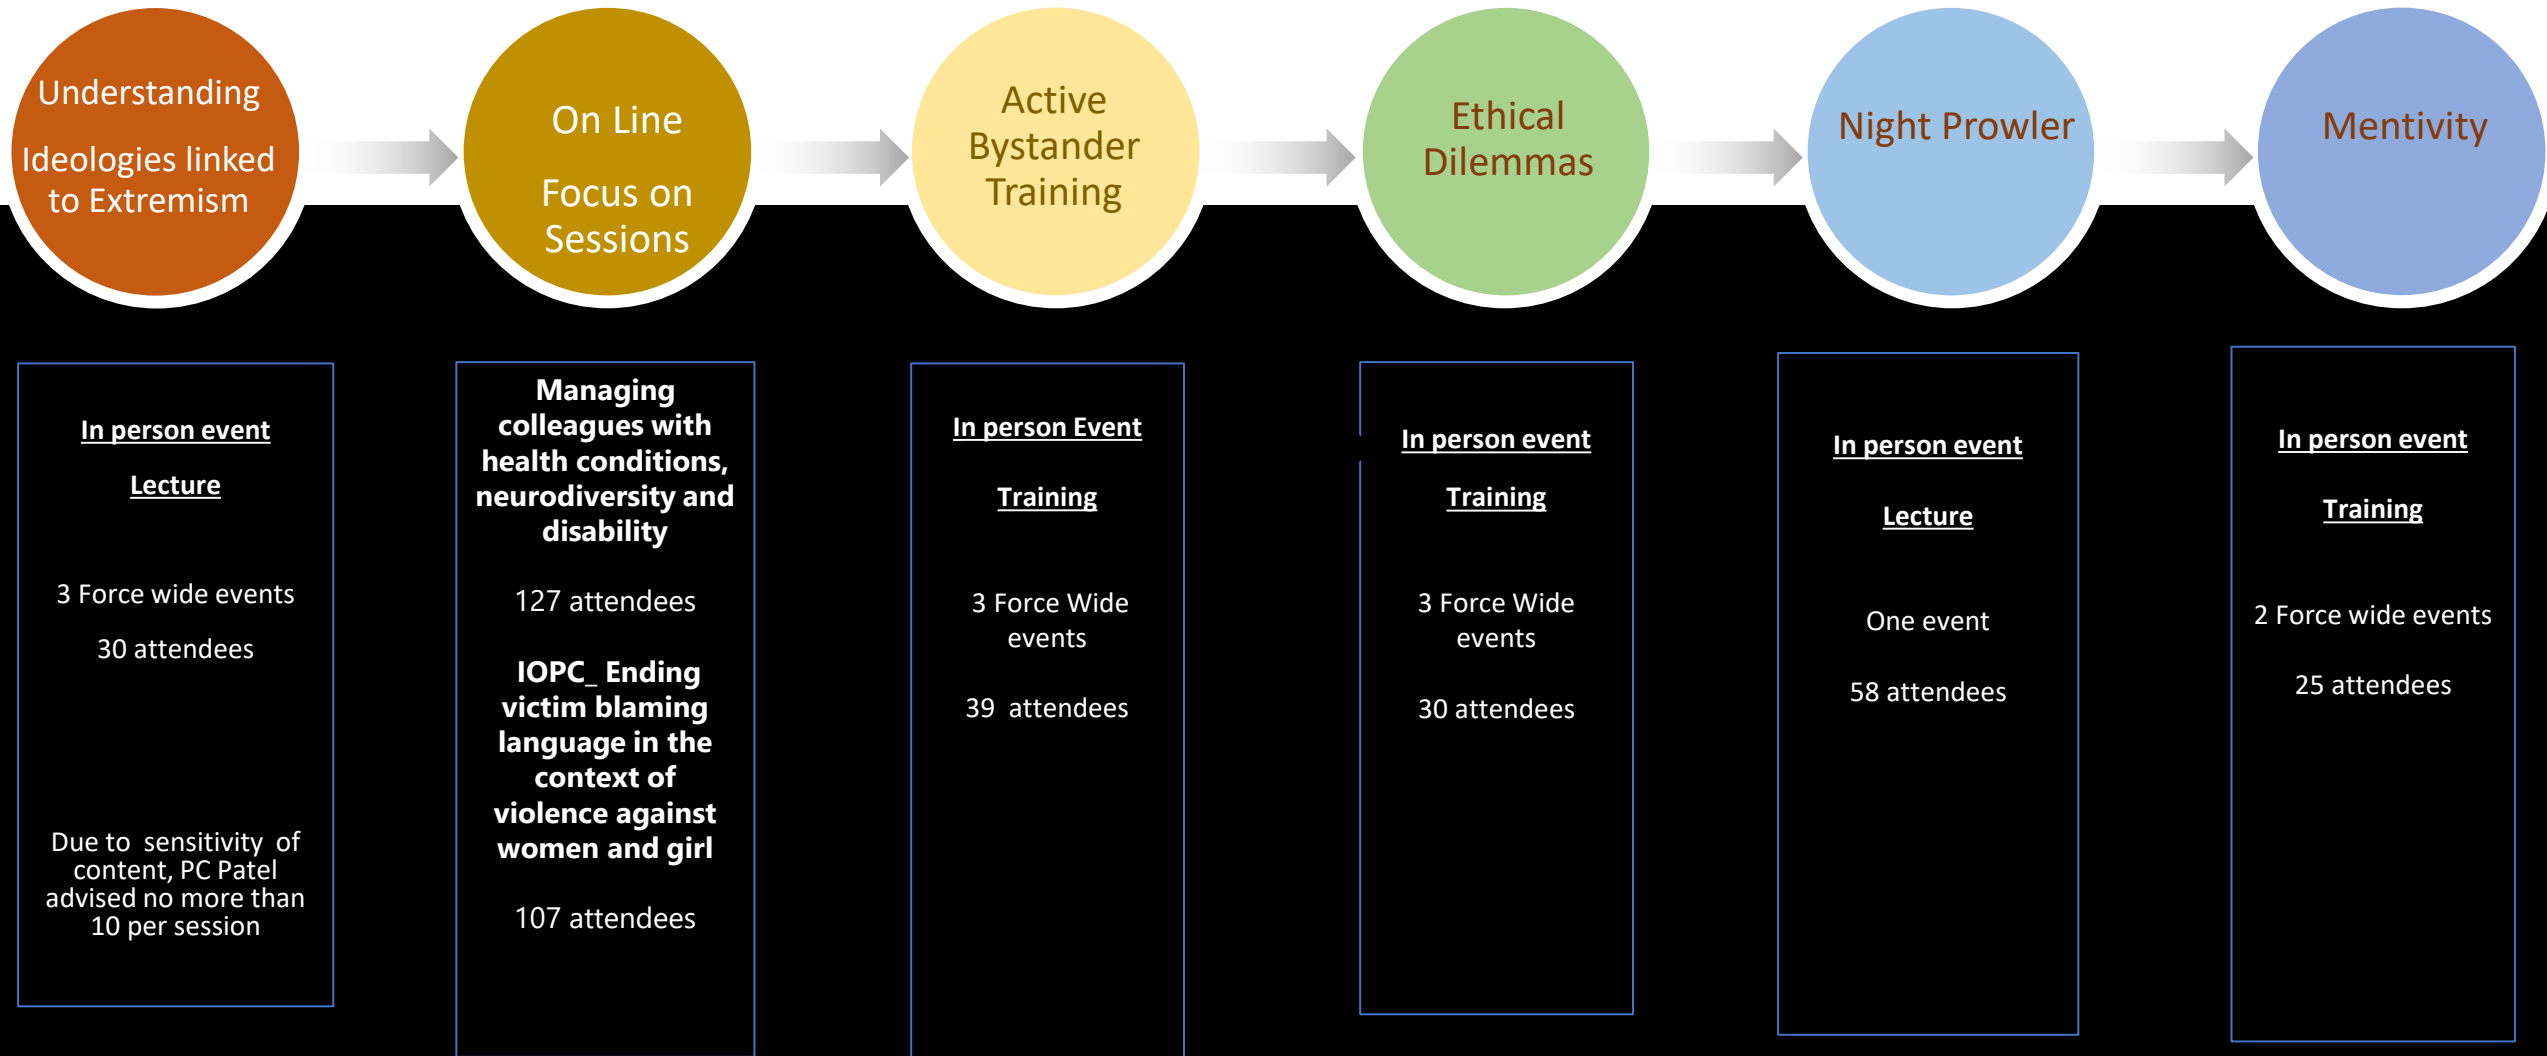 Understanding
Ideologies linked
to Extremism
On Line
Focus on
Sessions
Active
Bystander
Training
Ethical
Dilemmas
Night Prowler
Mentivity
In person event
Lecture
3 Force wide events
30 attendees
Due to  sensitivity  of
content, PC Patel
advised no more than
10 per session
Managing
colleagues with
health conditions,
neurodiversity and
disability
127 attendees
IOPC_ Ending
victim blaming
language in the
context of
violence against
women and girl
107 attendees
In person Event
Training
3 Force Wide
events
39  attendees
In person event
Training
3 Force Wide
events
30 attendees
In person event
Lecture
One event
58 attendees
In person event
Training
2 Force wide events
25 attendees